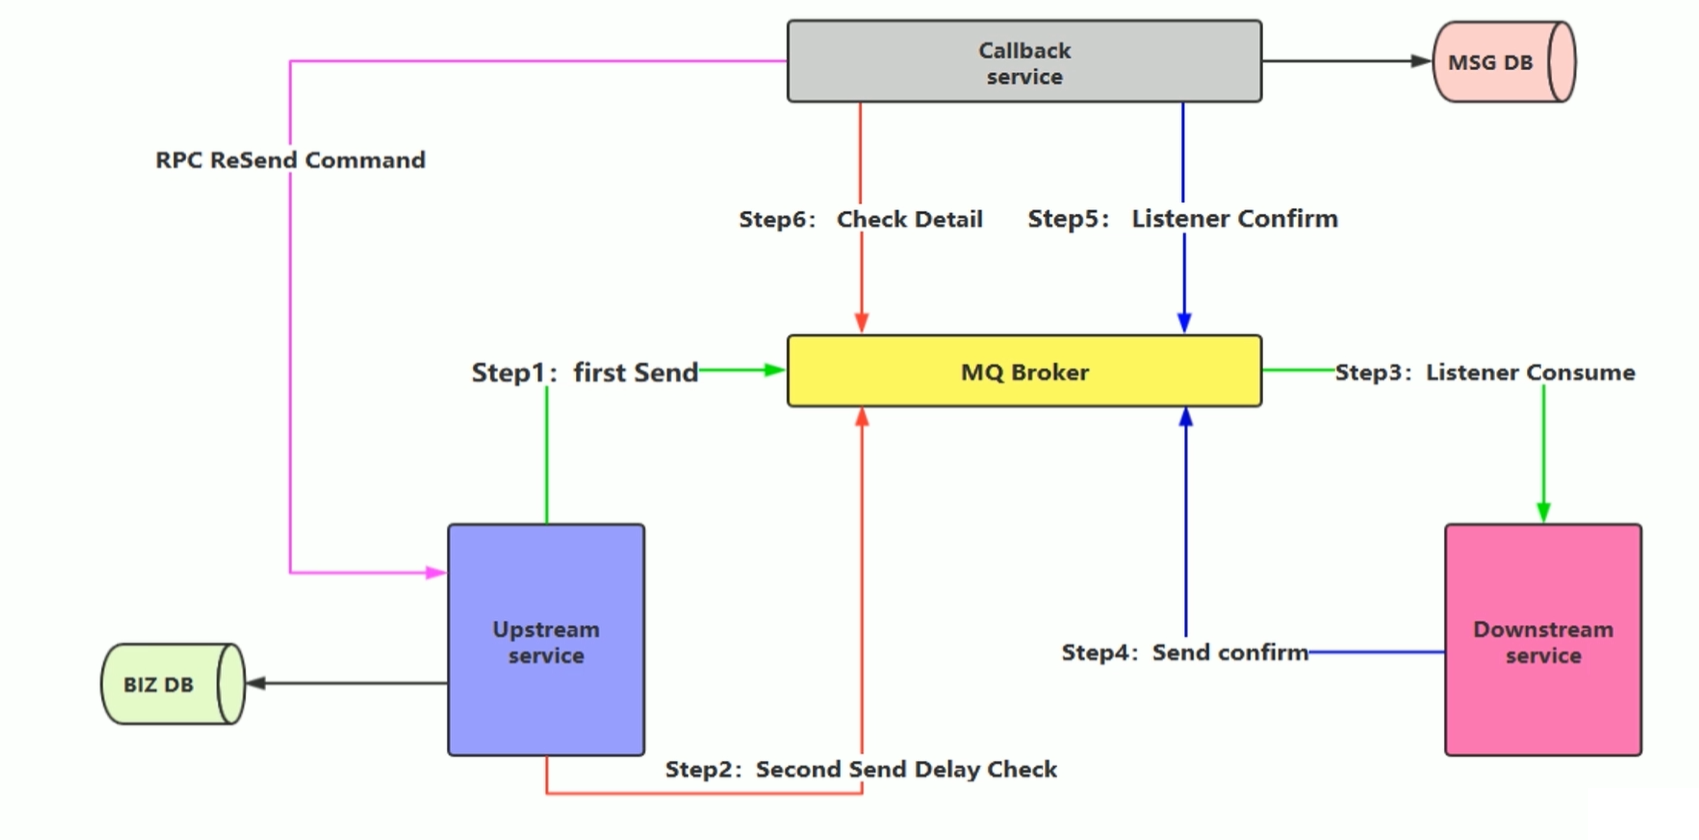 Callback
service
MSG DB
RPC ReSend Command
Step6： Check Detail
Step5： Listener Confirm
Step1：first Send
MQ Broker
Step3：Listener Consume
Upstream
service
Downstream
service
Step4：Send confirm
BIZ DB
Step2：Second Send Delay Check